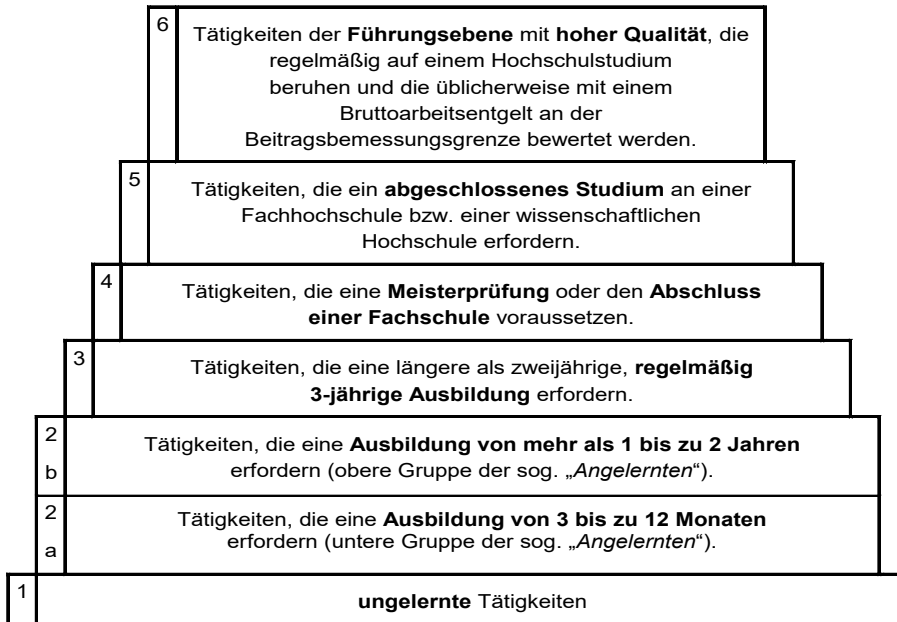 6
Tätigkeiten der Führungsebene mit hoher Qualität, die
regelmäßig auf einem Hochschulstudium
beruhen und die üblicherweise mit einem
Bruttoarbeitsentgelt an der
Beitragsbemessungsgrenze bewertet werden.
5
Tätigkeiten, die ein abgeschlossenes Studium an einer
Fachhochschule bzw. einer wissenschaftlichen
Hochschule erfordern.
4
Tätigkeiten, die eine Meisterprüfung oder den Abschluss
einer Fachschule voraussetzen.
3
Tätigkeiten, die eine längere als zweijährige, regelmäßig
3-jährige Ausbildung erfordern.
2
b
Tätigkeiten, die eine Ausbildung von mehr als 1 bis zu 2 Jahren
erfordern (obere Gruppe der sog. „Angelernten“).
2
a
Tätigkeiten, die eine Ausbildung von 3 bis zu 12 Monaten
erfordern (untere Gruppe der sog. „Angelernten“).
1
ungelernte Tätigkeiten